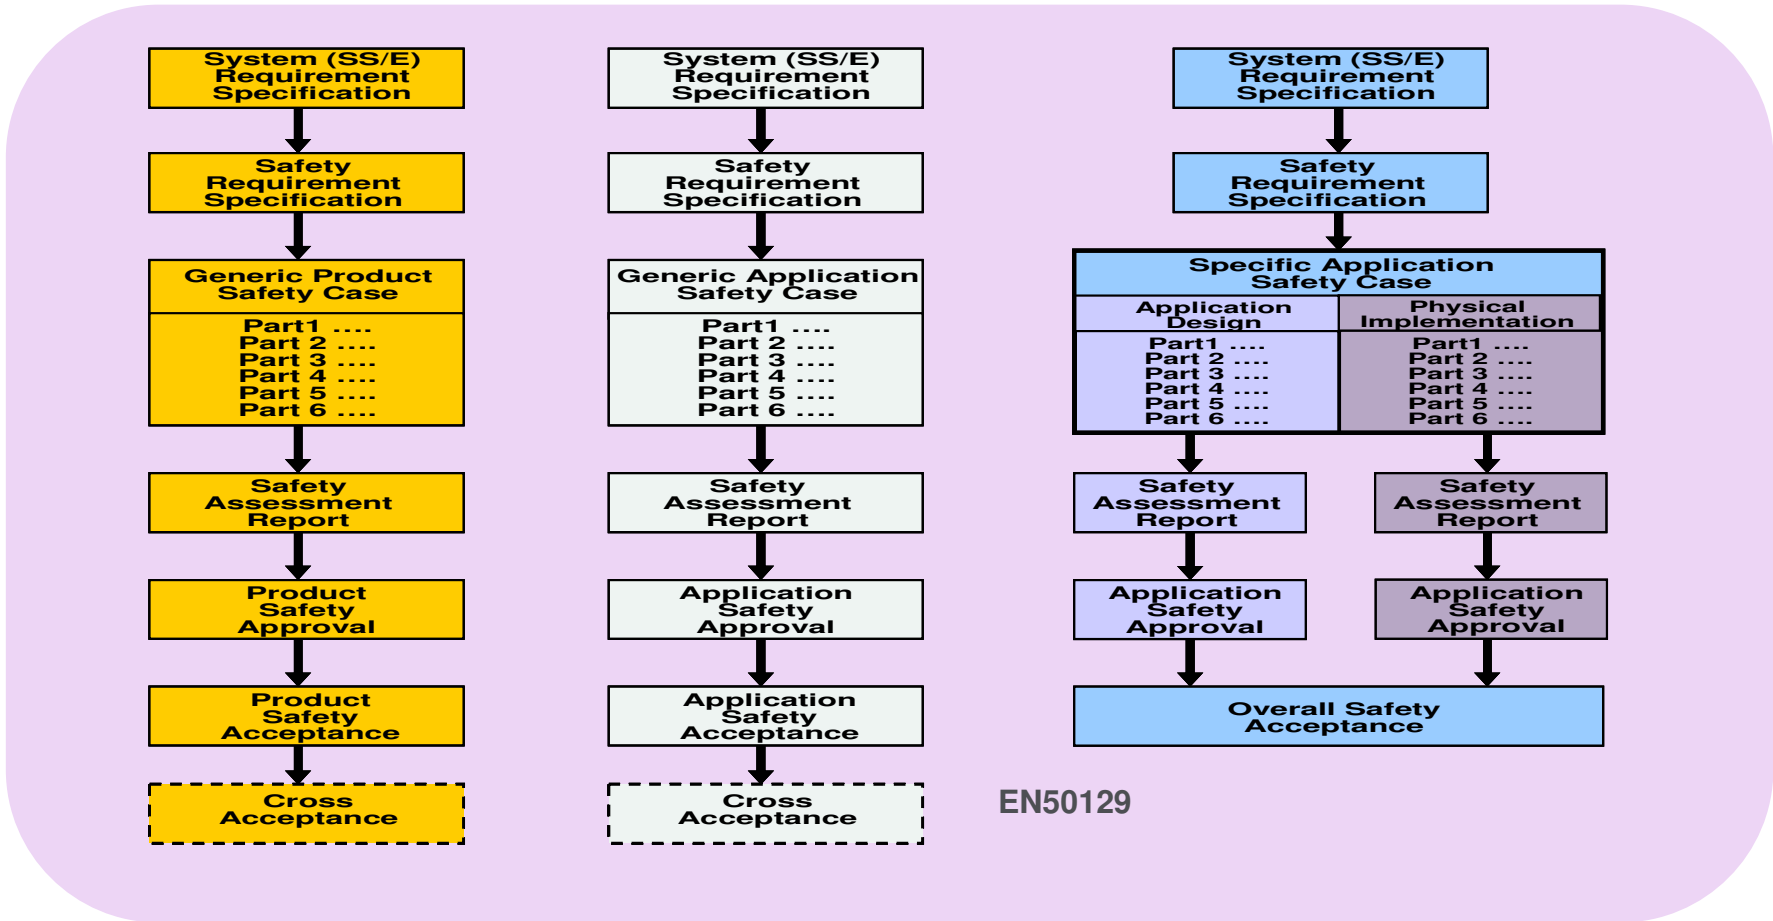 System (SS/E)
Requirement
Specification
Safety
Requirement
Specification
Generic Product
Safety Case
Part1 ....
Part 2 ....
Part 3 ....
Part 4 ....
Part 5 ....
Part 6 ....
Safety
Assessment
Report
Product
Safety
Approval
Product
Safety
Acceptance
Cross
Acceptance
System (SS/E)
Requirement
Specification
Safety
Requirement
Specification
Generic Application
Safety Case
Part1 ....
Part 2 ....
Part 3 ....
Part 4 ....
Part 5 ....
Part 6 ....
Safety
Assessment
Report
Application
Safety
Approval
Application
Safety
Acceptance
Cross
Acceptance
System (SS/E)
Requirement
Specification
Safety
Requirement
Specification
Specific Application
Safety Case
Application
Design
Part1 ....
Part 2 ....
Part 3 ....
Part 4 ....
Part 5 ....
Part 6 ....
Physical
Implementation
Part1 ....
Part 2 ....
Part 3 ....
Part 4 ....
Part 5 ....
Part 6 ....
Safety
Assessment
Report
Application
Safety
Approval
Safety
Assessment
Report
Application
Safety
Approval
Overall Safety
Acceptance
EN50129